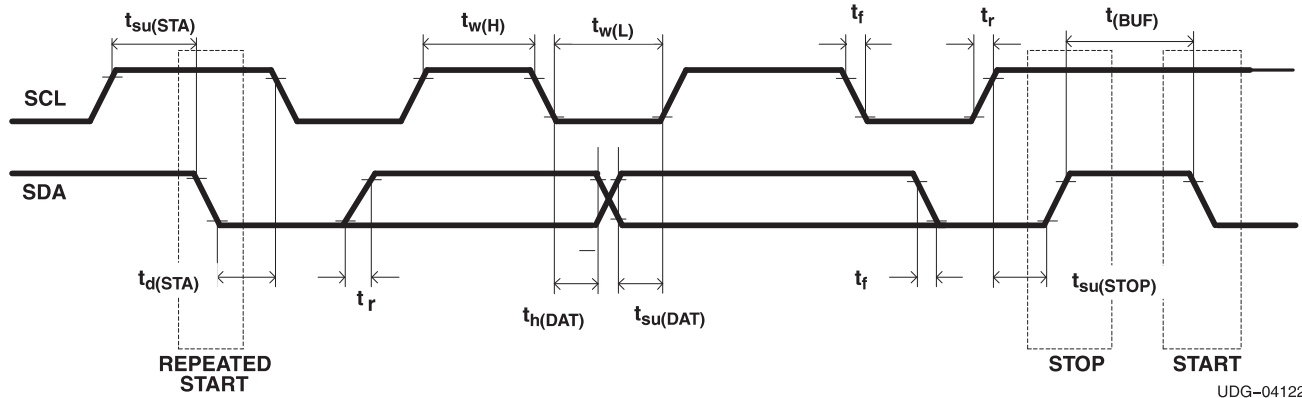 tsu(STA)
tw(H)
tw(L)
tf
tr
t(BUF)
SCL
SDA
td(STA)
tr
th(DAT)
tsu(DAT)
tf
tsu(STOP)
REPEATED
START
STOP
START
UDG–04122